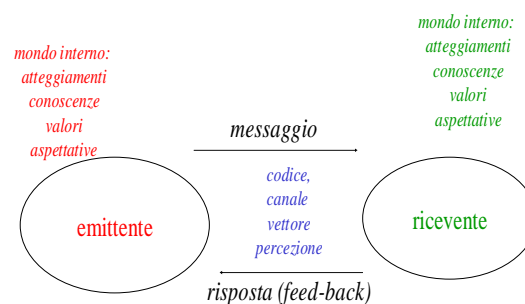 mondo interno:
atteggiamenti
conoscenze
valori
aspettative
emittente
messaggio
codice,
canale
vettore
percezione
risposta (feed-back)
mondo interno:
atteggiamenti
conoscenze
valori
aspettative
ricevente